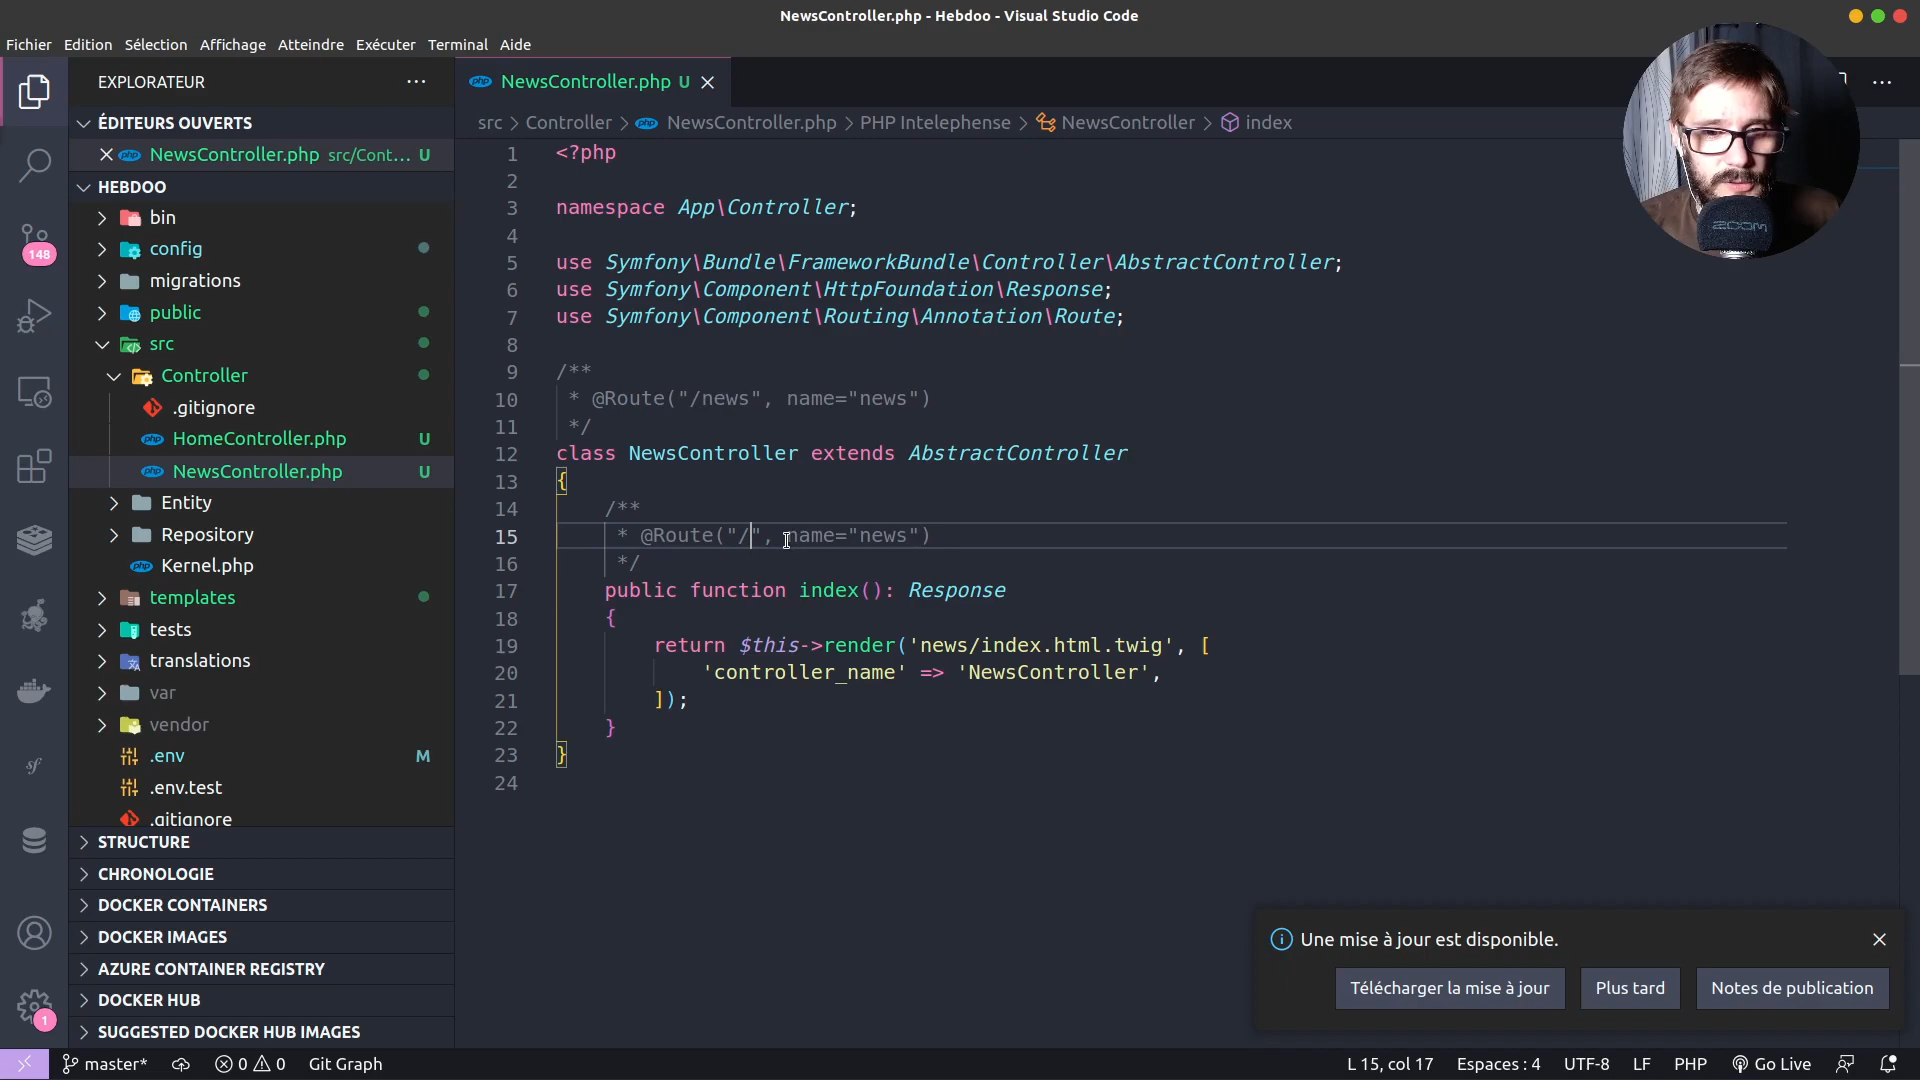 NewsController.php - Hebdoo - Visual Studio Code
Fichier Edition Sélection Affichage Atteindre Exécuter Terminal Aide
EXPLORATEUR
ÉDITEURS OUVERTS
NewsController.php src/Cont... U
HEBDOO
bin
config
migrations
public
src
Controller
.gitignore
HomeController.php U
NewsController.php U
Entity
Repository
Kernel.php
templates
tests
translations
var
vendor
.env M
.env.test
.gitignore
STRUCTURE
CHRONOLOGIE
DOCKER CONTAINERS
DOCKER IMAGES
AZURE CONTAINER REGISTRY
DOCKER HUB
SUGGESTED DOCKER HUB IMAGES
148
sf
1
php NewsController.php U
src > Controller > php NewsController.php > PHP Intelephense > NewsController > index
1 <?php
2
3 namespace App\Controller;
4
5 use Symfony\Bundle\FrameworkBundle\Controller\AbstractController;
6 use Symfony\Component\HttpFoundation\Response;
7 use Symfony\Component\Routing\Annotation\Route;
8
9 /**
10 * @Route("/news", name="news")
11 */
12 class NewsController extends AbstractController
13 {
14 /**
15 * @Route("/", name="news")
16 */
17 public function index(): Response
18 {
19 return $this->render('news/index.html.twig', [
20 'controller_name' => 'NewsController',
21 ]);
22 }
23 }
24
ZOOM
Une mise à jour est disponible.
Télécharger la mise à jour Plus tard Notes de publication
master* 0 0 Git Graph L 15, col 17 Espaces : 4 UTF-8 LF PHP Go Live